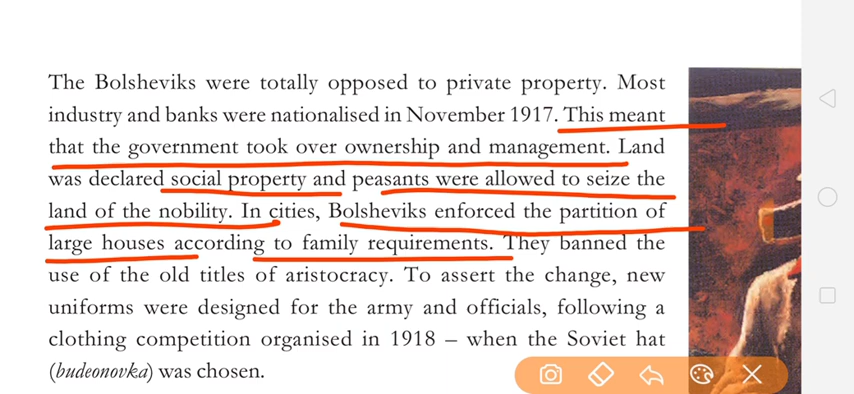 The Bolsheviks were totally opposed to private property. Most
industry and banks were nationalised in November 1917. This meant
that the government took over ownership and management. Land
was declared social property and peasants were allowed to seize the
land of the nobility. In cities, Bolsheviks enforced the partition of
large houses according to family requirements. They banned the
use of the old titles of aristocracy. To assert the change, new
uniforms were designed for the army and officials, following a
clothing competition organised in 1918 – when the Soviet hat
(budeonovka) was chosen.